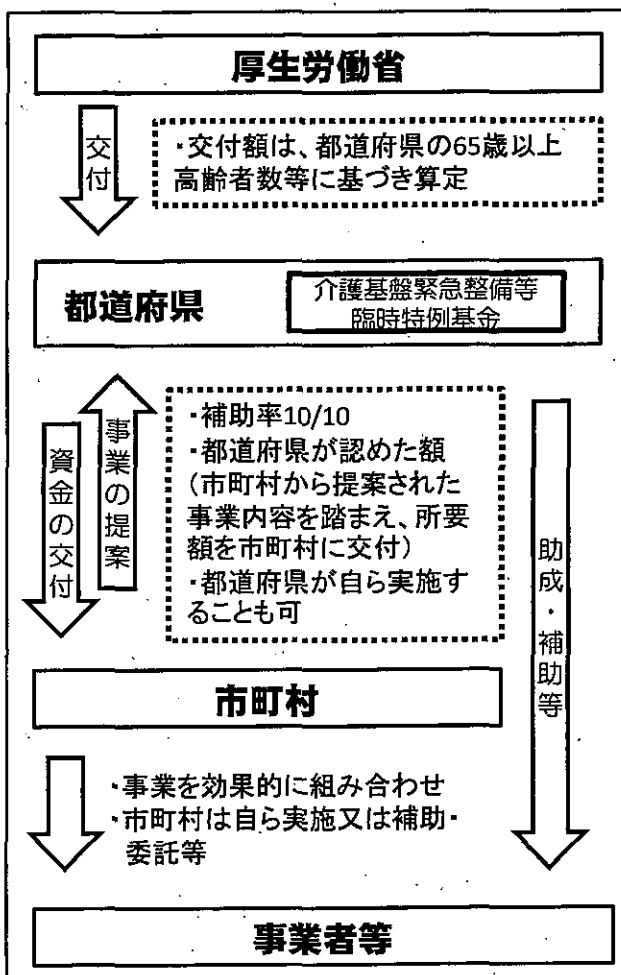 厚生労働省
交付
・交付額は、都道府県の65歳以上
高齢者数等に基づき算定
都道府県
介護基盤緊急整備等
臨時特例基金
資金の交付
事業の提案
・補助率10/10
・都道府県が認めた額
（市町村から提案された
事業内容を踏まえ、所要
額を市町村に交付）
・都道府県が自ら実施す
ることも可
助成・補助等
市町村
・事業を効果的に組み合わせ
・市町村は自ら実施又は補助・
委託等
事業者等